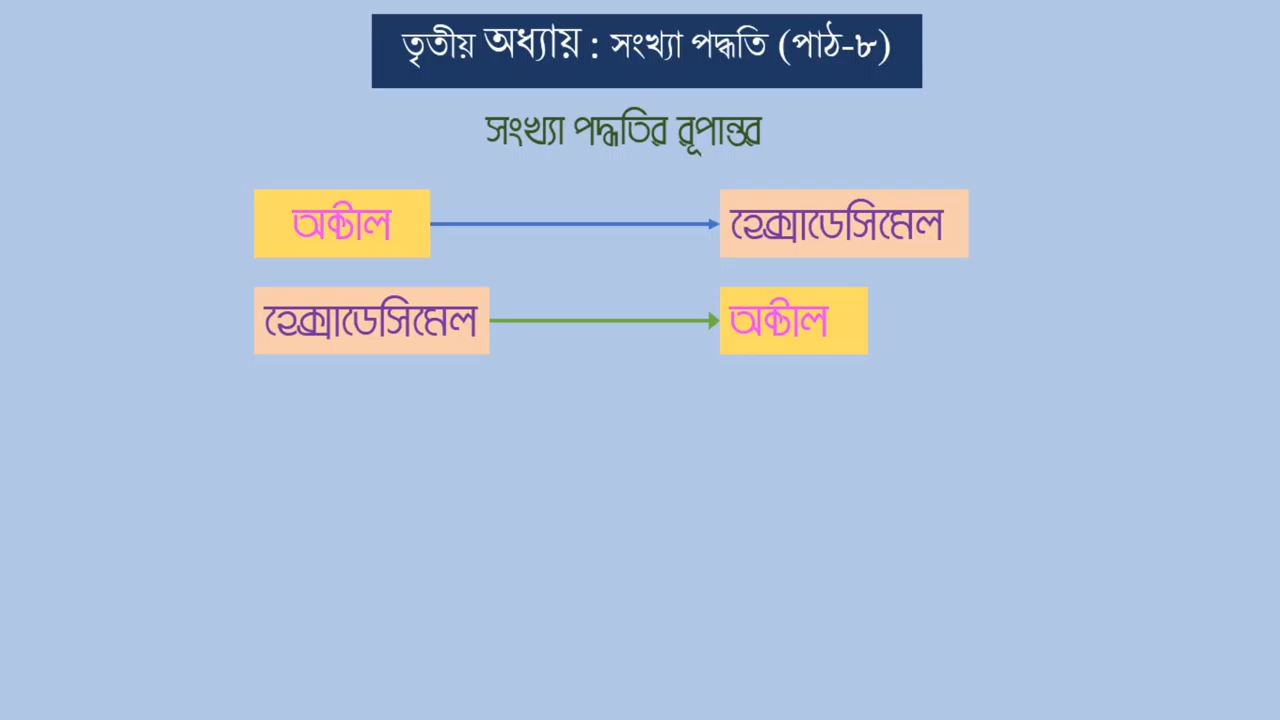 তৃতীয় অধ্যায় : সংখ্যা পদ্ধতি (পাঠ-৮)
সংখ্যা পদ্ধতির রূপান্তর
অক্টাল হেক্সাডেসিমেল
হেক্সাডেসিমেল অক্টাল